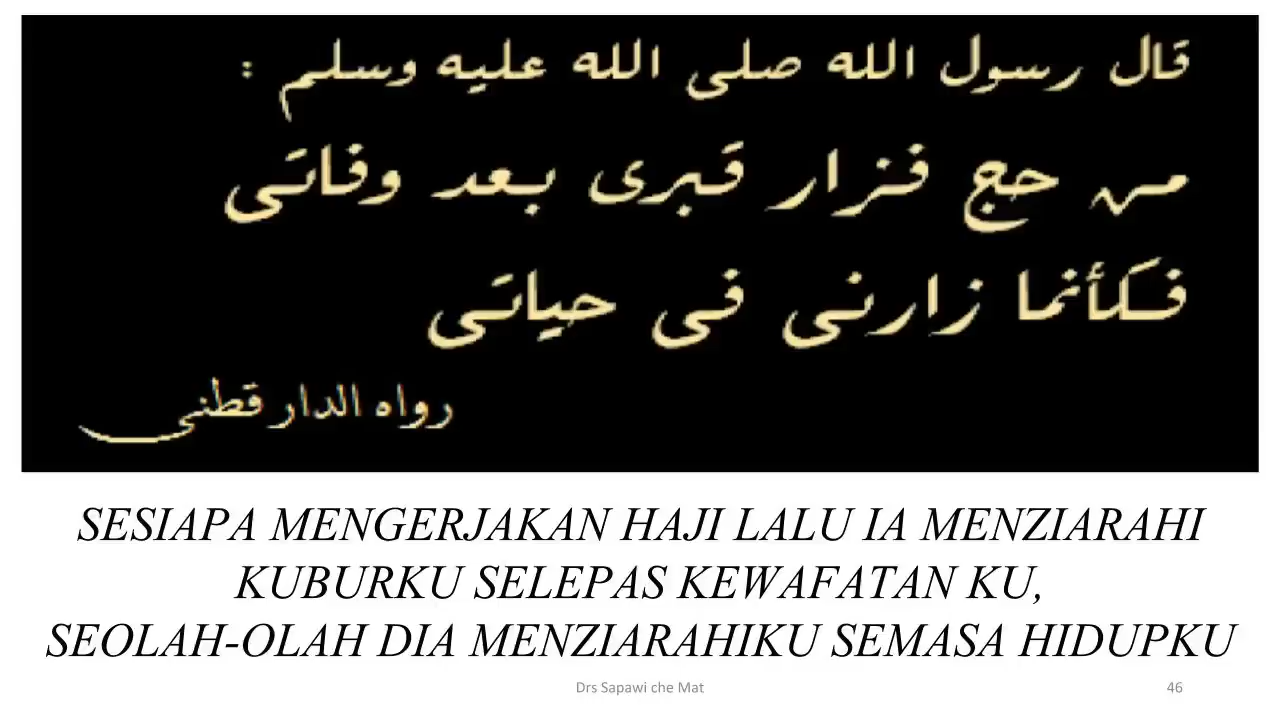 قال رسول الله صلى الله عليه وسلم :
من حج فزار قبرى بعد وفاتى
فكأنما زارنى فى حياتى
رواه الدار قطنى
SESIAPA MENGERJAKAN HAJI LALU IA MENZIARAHI
KUBURKU SELEPAS KEWAFATAN KU,
SEOLAH-OLAH DIA MENZIARAHIKU SEMASA HIDUPKU
Drs Sapawi che Mat
46